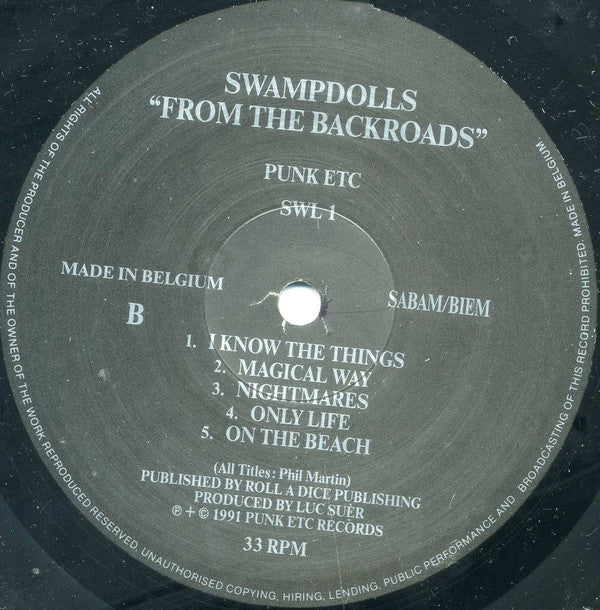 SWAMPDOLLS
“FROM THE BACKROADS”
PUNK ETC
SWL 1
MADE IN BELGIUM
SABAM/BIEM
B
1. I KNOW THE THINGS
2. MAGICAL WAY
3. NIGHTMARES
4. ONLY LIFE
5. ON THE BEACH
(All Titles: Phil Martin)
PUBLISHED BY ROLL A DICE PUBLISHING
PRODUCED BY LUC SUÈR
℗ + © 1991 PUNK ETC RECORDS
33 RPM
ALL RIGHTS OF THE PRODUCER AND OF THE OWNER OF THE WORK REPRODUCED RESERVED. UNAUTHORISED COPYING, HIRING, LENDING, PUBLIC PERFORMANCE AND BROADCASTING OF THIS RECORD PROHIBITED. MADE IN BELGIUM